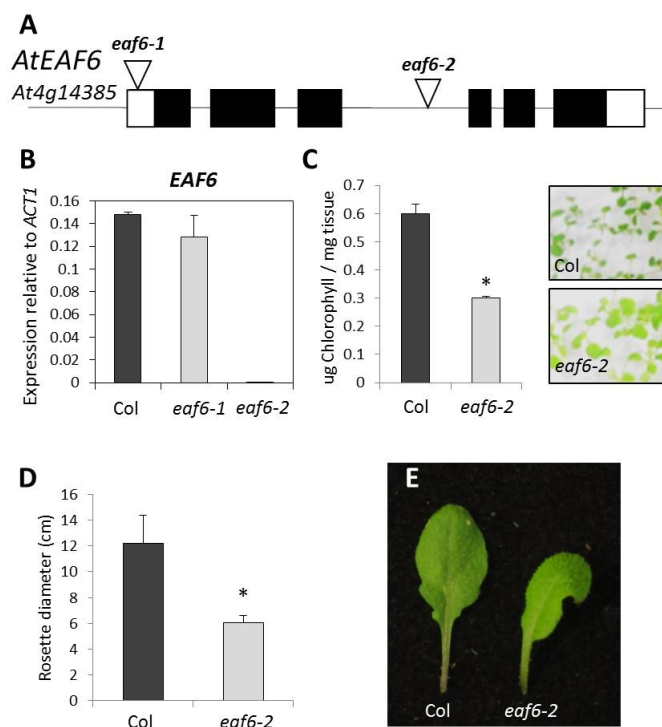 A
eaf6-1
AtEAF6
At4g14385
eaf6-2
B
EAF6
Expression relative to ACT1
0.16
0.14
0.12
0.1
0.08
0.06
0.04
0.02
0
Col
eaf6-1
eaf6-2
C
ug Chlorophyll / mg tissue
0.7
0.6
0.5
0.4
0.3
0.2
0.1
0
*
Col
eaf6-2
Col
eaf6-2
D
Rosette diameter (cm)
16
14
12
10
8
6
4
2
0
*
Col
eaf6-2
E
Col
eaf6-2